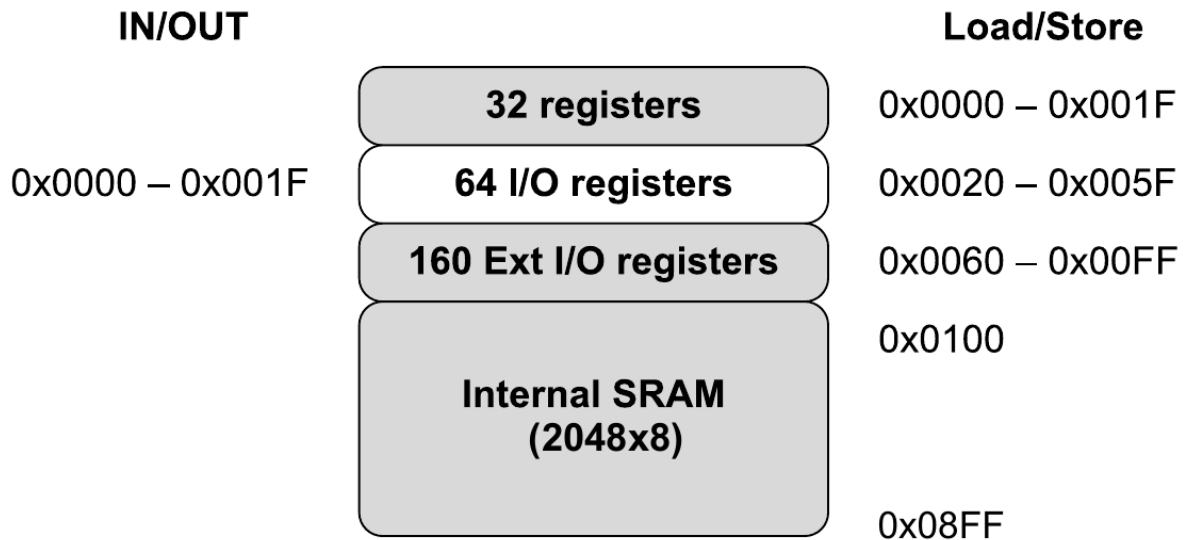 IN/OUT
Load/Store
32 registers
0x0000 – 0x001F
0x0000 – 0x001F
64 I/O registers
0x0020 – 0x005F
160 Ext I/O registers
0x0060 – 0x00FF
0x0100
Internal SRAM
(2048x8)
0x08FF